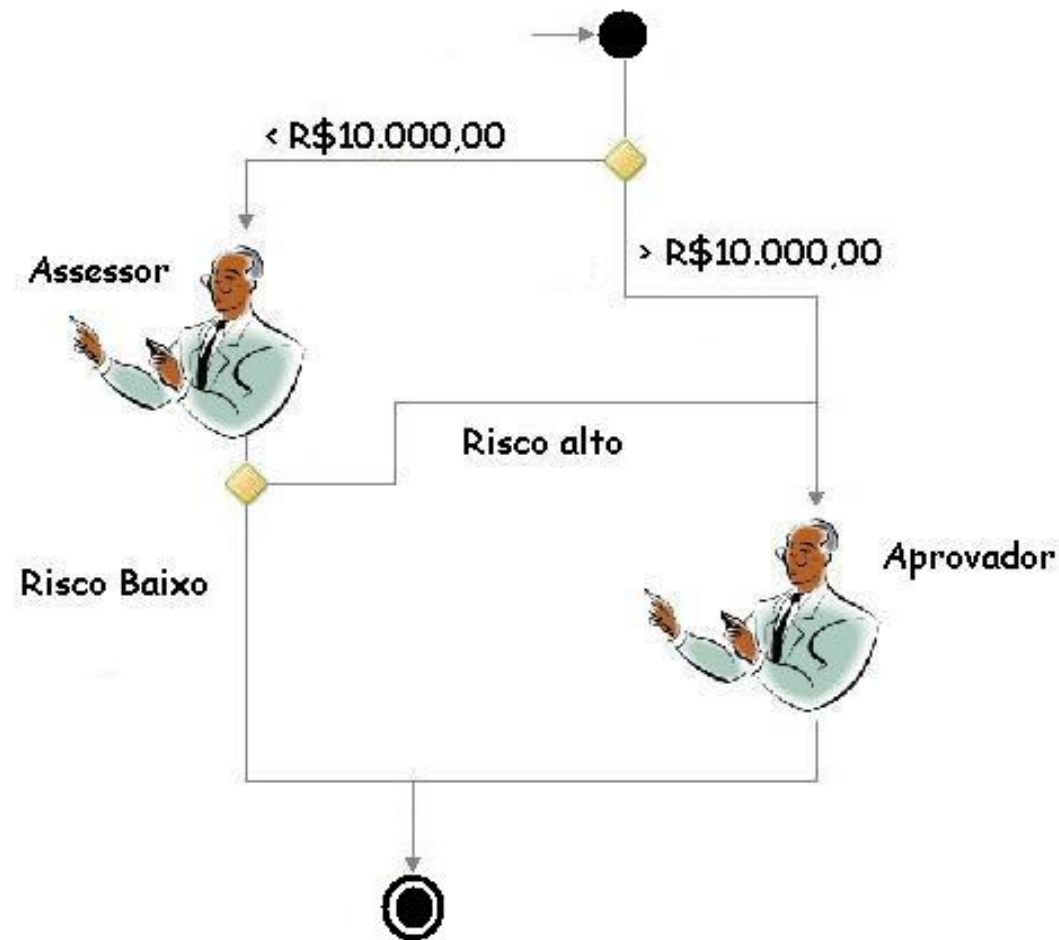 < R$10.000,00
> R$10.000,00
Assessor
Risco alto
Aprovador
Risco Baixo